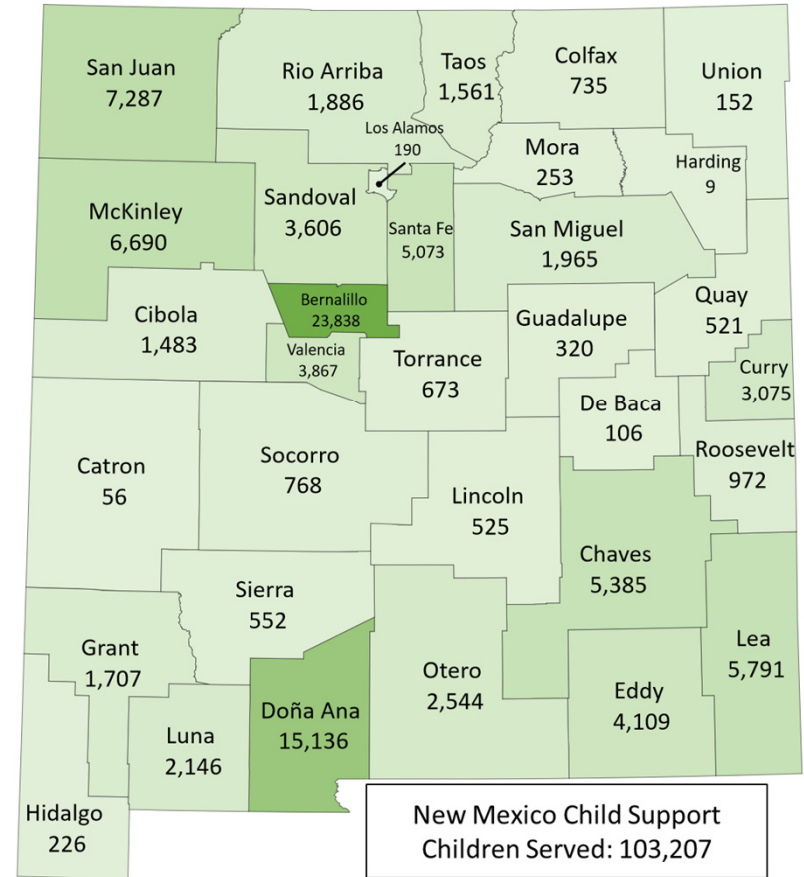 San Juan
7,287
Rio Arriba
1,886
Taos
1,561
Colfax
735
Union
152
Los Alamos
190
Mora
253
Harding
9
McKinley
6,690
Sandoval
3,606
Santa Fe
5,073
San Miguel
1,965
Bernalillo
23,838
Cibola
1,483
Valencia
3,867
Torrance
673
Guadalupe
320
Quay
521
Curry
3,075
De Baca
106
Roosevelt
972
Catron
56
Socorro
768
Lincoln
525
Chaves
5,385
Sierra
552
Grant
1,707
Lea
5,791
Otero
2,544
Eddy
4,109
Doña Ana
15,136
Luna
2,146
Hidalgo
226
New Mexico Child Support
Children Served: 103,207